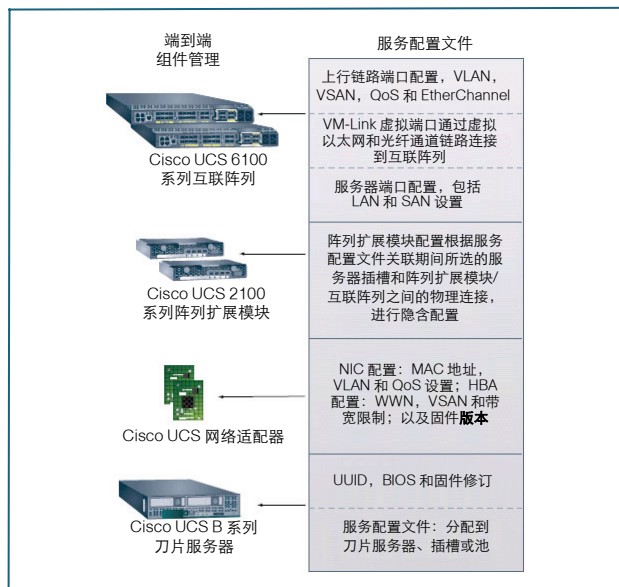 端到端
组件管理
服务配置文件
上行链路端口配置，VLAN，
VSAN，QoS 和 EtherChannel
VM-Link 虚拟端口通过虚拟
以太网和光纤通道链路连接
到互联阵列
Cisco UCS 6100
系列互联阵列
服务器端口配置，包括
LAN 和 SAN 设置
阵列扩展模块配置根据服务
配置文件关联期间所选的服
务器插槽和阵列扩展模块/
互联阵列之间的物理连接，
进行隐含配置
Cisco UCS 2100
系列阵列扩展模块
NIC 配置：MAC 地址，
VLAN 和 QoS 设置；HBA
配置：WWN，VSAN 和带
宽限制；以及固件版本
Cisco UCS 网络适配器
UUID，BIOS 和固件修订
Cisco UCS B 系列
刀片服务器
服务配置文件：分配到
刀片服务器、插槽或池